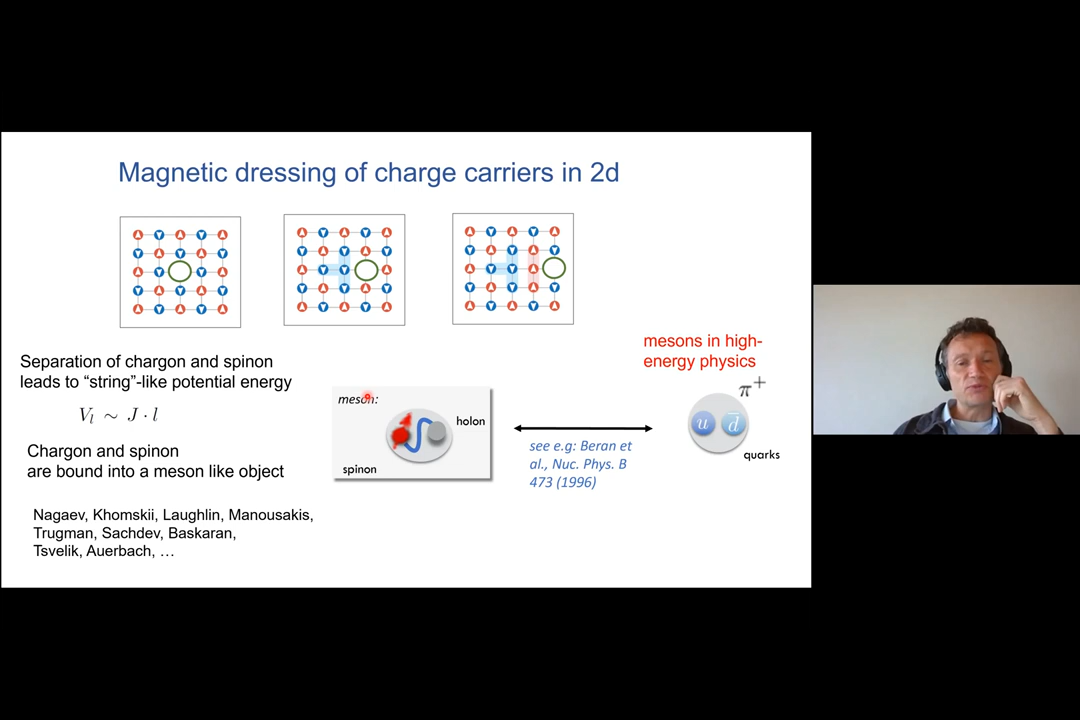 Magnetic dressing of charge carriers in 2d
Separation of chargon and spinon
leads to “string”-like potential energy
V_l ∼ J · l
Chargon and spinon
are bound into a meson like object
Nagaev, Khomskii, Laughlin, Manousakis,
Trugman, Sachdev, Baskaran,
Tsvelik, Auerbach, …
meson:
holon
spinon
see e.g: Beran et
al., Nuc. Phys. B
473 (1996)
mesons in high-
energy physics
π+
u d̅
quarks